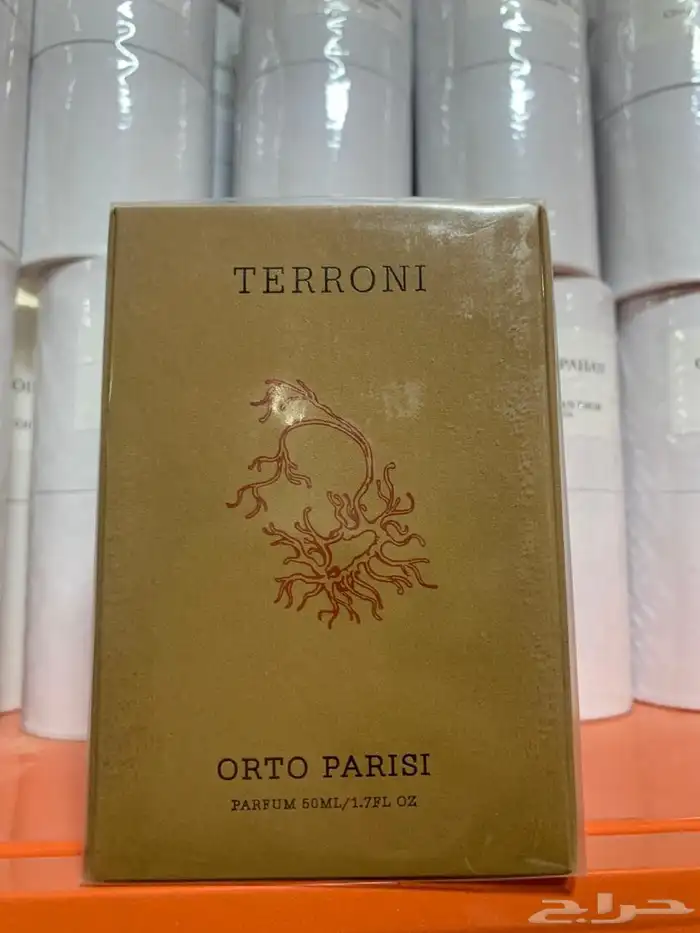 TERRONI
ORTO PARISI
PARFUM 50ML/1.7FL OZ
حراج